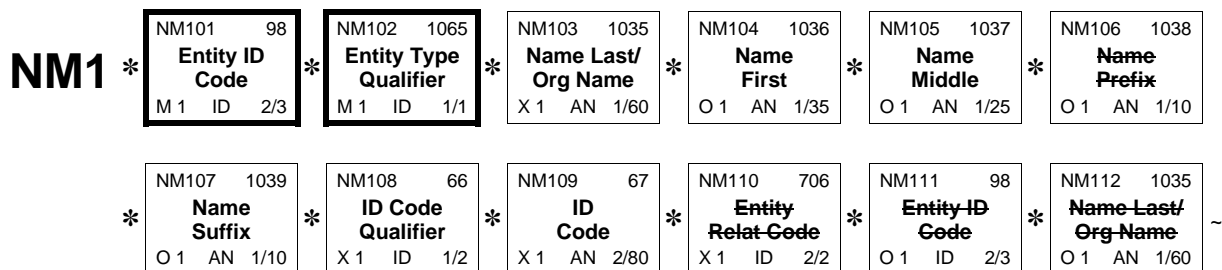 NM101 98 NM102 1065 NM103 1035 NM104 1036 NM105 1037 NM106 1038
NM1 * Entity ID * Entity Type * Name Last/ * Name * Name * Name
Code Qualifier Org Name First Middle Prefix
M 1 ID 2/3 M 1 ID 1/1 X 1 AN 1/60 O 1 AN 1/35 O 1 AN 1/25 O 1 AN 1/10
NM107 1039 NM108 66 NM109 67 NM110 706 NM111 98 NM112 1035
* Name * ID Code * ID * Entity * Entity ID * Name Last/ ~
Suffix Qualifier Code Relat Code Code Org Name
O 1 AN 1/10 X 1 ID 1/2 X 1 AN 2/80 X 1 ID 2/2 O 1 ID 2/3 O 1 AN 1/60